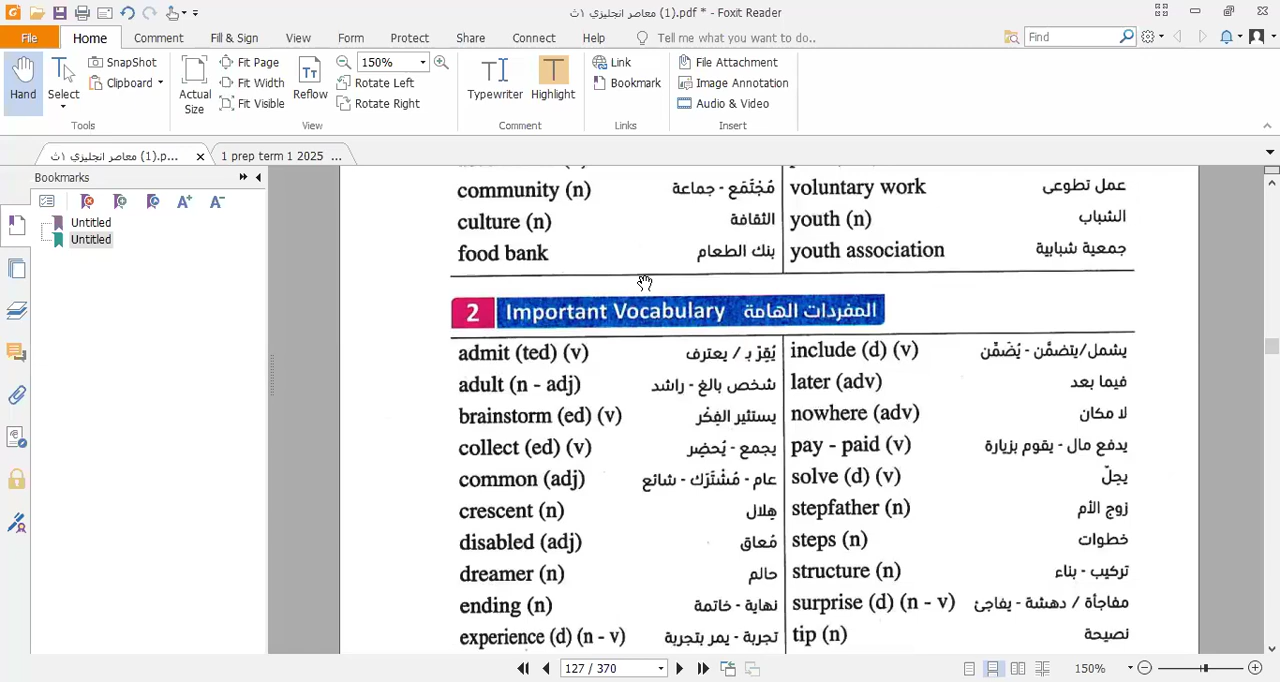 معاصر انجليزي ١ث (1).pdf * - Foxit Reader
File Home Comment Fill & Sign View Form Protect Share Connect Help Tell me what you want to do.. Find
Hand
Select
SnapShot
Clipboard
Actual Size
Fit Page
Fit Width
Fit Visible
Reflow
150%
Rotate Left
Rotate Right
Typewriter
Highlight
Link
Bookmark
File Attachment
Image Annotation
Audio & Video
Tools View Comment Links Insert
معاصر انجليزي ١ث (1).p...
1 prep term 1 2025 ...
Bookmarks
Untitled
Untitled
community (n) مُجْتَمَع - جماعة voluntary work عمل تطوعى
culture (n) الثقافة youth (n) الشباب
food bank بنك الطعام youth association جمعية شبابية
2 Important Vocabulary المفردات الهامة
admit (ted) (v) يُقِرّ بـ / يعترف include (d) (v) يشمل/يتضمَّن - يُضَمِّن
adult (n - adj) شخص بالغ - راشد later (adv) فيما بعد
brainstorm (ed) (v) يستثير الفِكْر nowhere (adv) لا مكان
collect (ed) (v) يجمع - يُحضِر pay - paid (v) يدفع مال - يقوم بزيارة
common (adj) عام - مُشْتَرَك - شائع solve (d) (v) يحِلّ
crescent (n) هِلال stepfather (n) زوج الأم
disabled (adj) مُعاق steps (n) خطوات
dreamer (n) حالم structure (n) تركيب - بناء
ending (n) نهاية - خاتمة surprise (d) (n - v) مفاجأة / دهشة - يفاجئ
experience (d) (n - v) تجربة - يمر بتجربة tip (n) نصيحة
127 / 370
150%